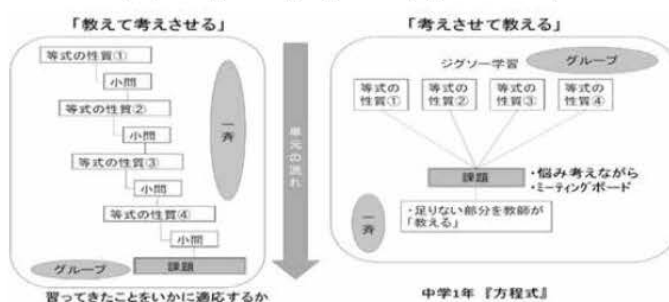 「教えて考えさせる」
等式の性質①
小問
等式の性質②
小問
等式の性質③
小問
等式の性質④
小問
課題
一斉
グループ
習ってきたことをいかに適応するか
単元の流れ
「考えさせて教える」
ジグソー学習
グループ
等式の
性質①
等式の
性質②
等式の
性質③
等式の
性質④
課題
・悩み考えながら
・ミーティングボード
一斉
・足りない部分を教師が
「教える」
中学1年『方程式』